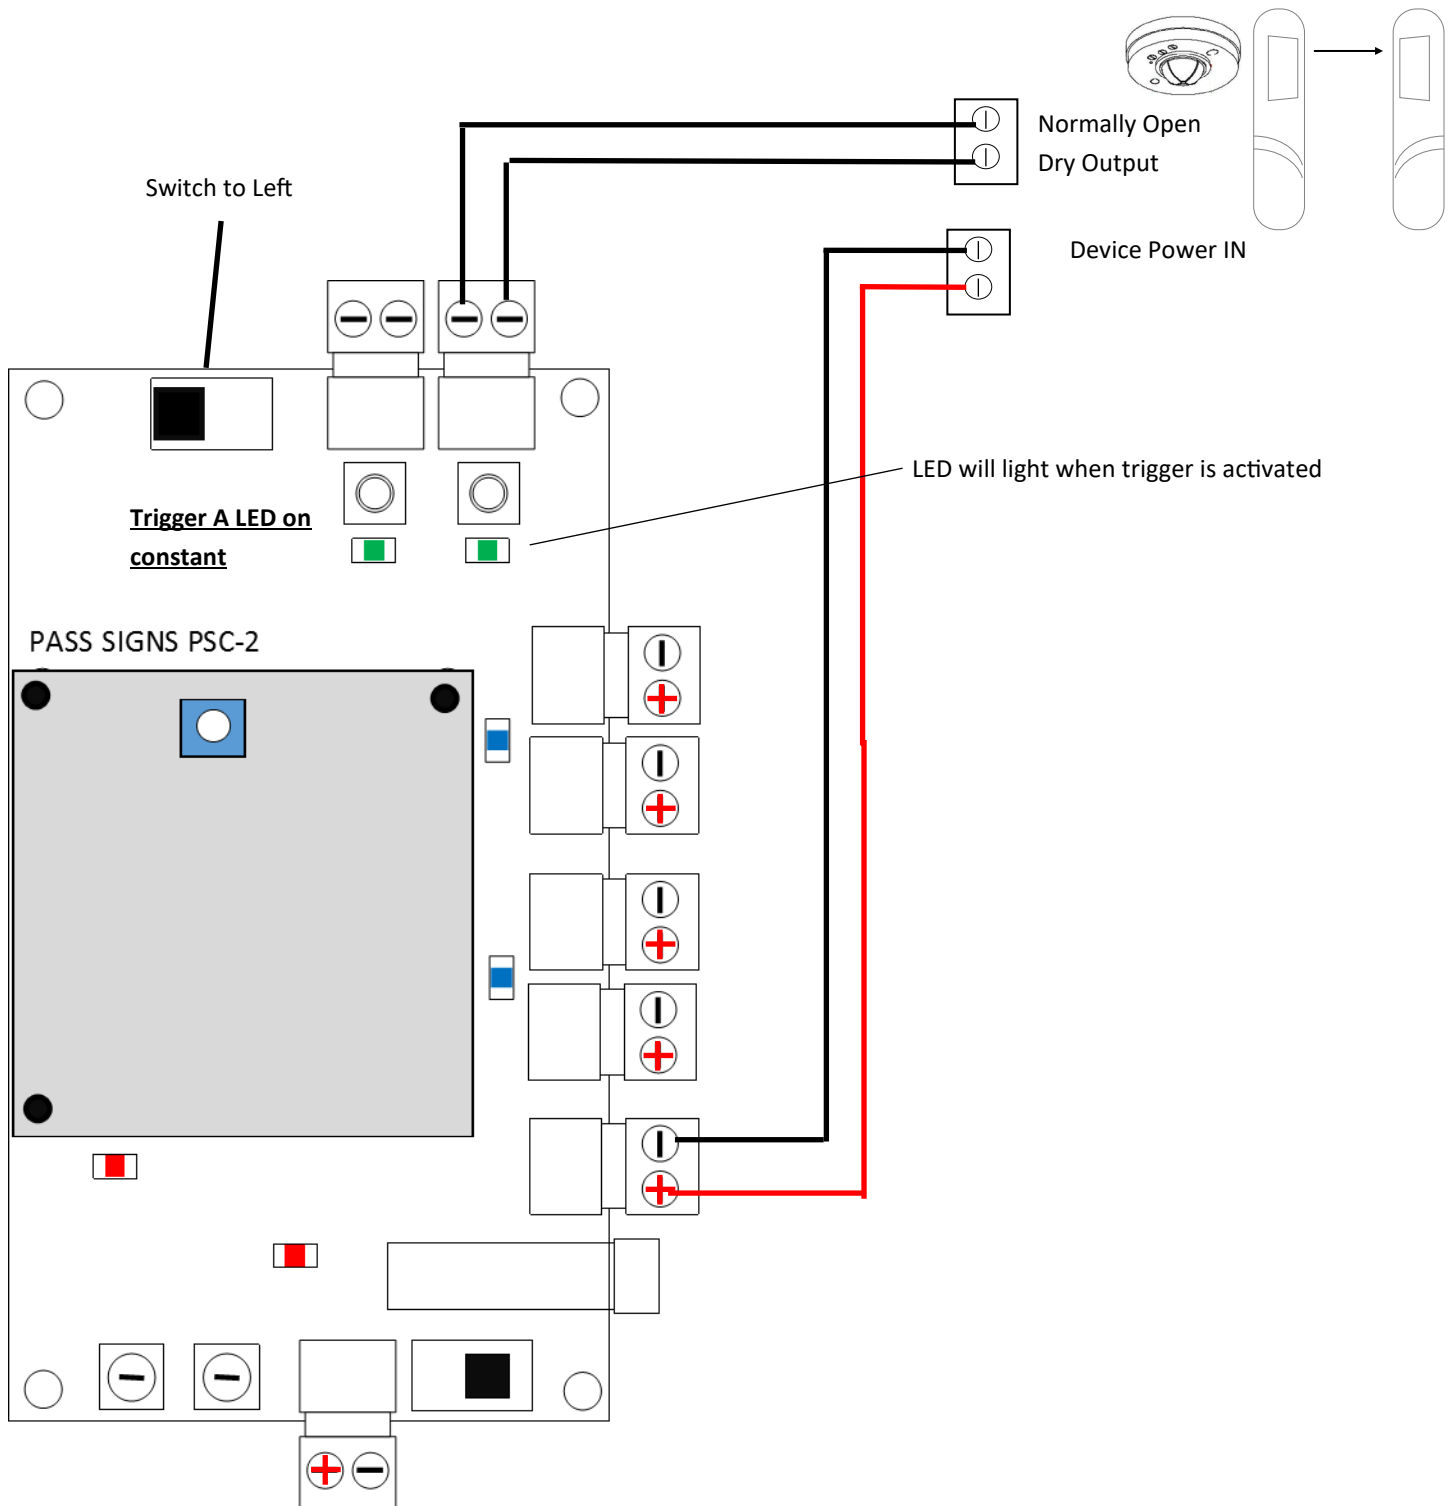 Normally Open
Dry Output
Switch to Left
Device Power IN
LED will light when trigger is activated
Trigger A LED on
constant
PASS SIGNS PSC-2